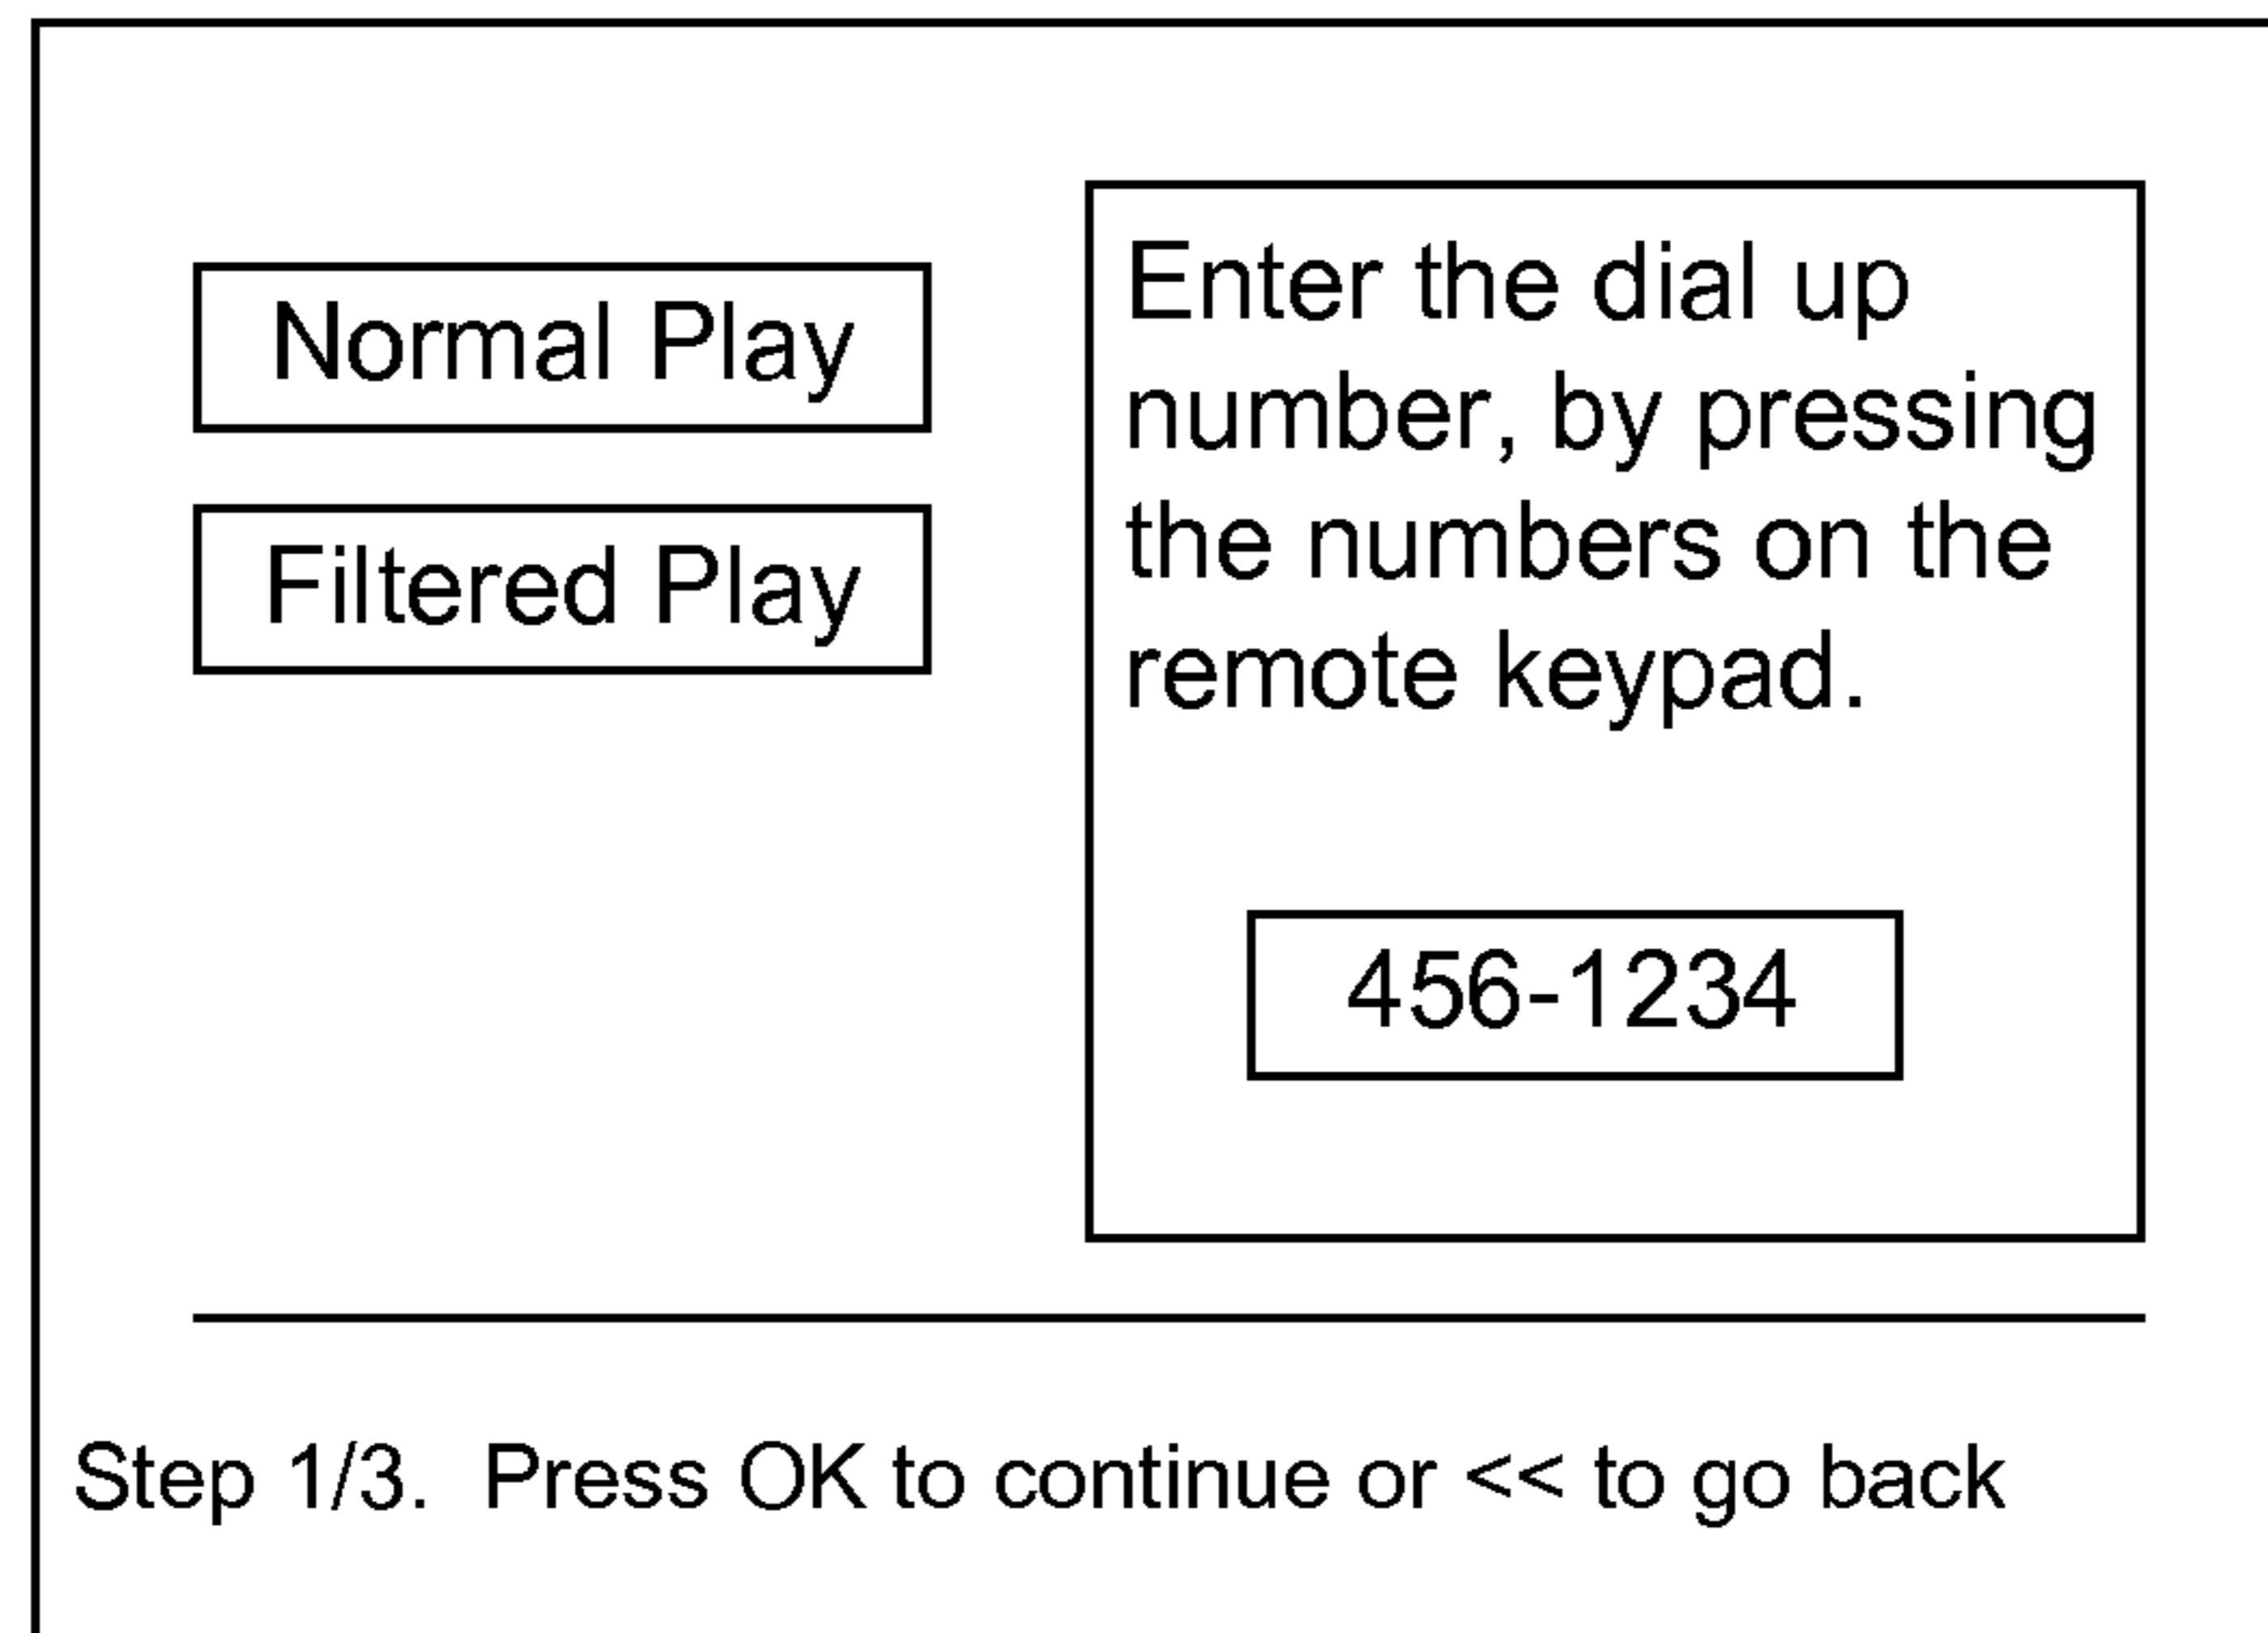 Normal Play
Filtered Play
Enter the dial up
number, by pressing
the numbers on the
remote keypad.
456-1234
Step 1/3.  Press OK to continue or << to go back